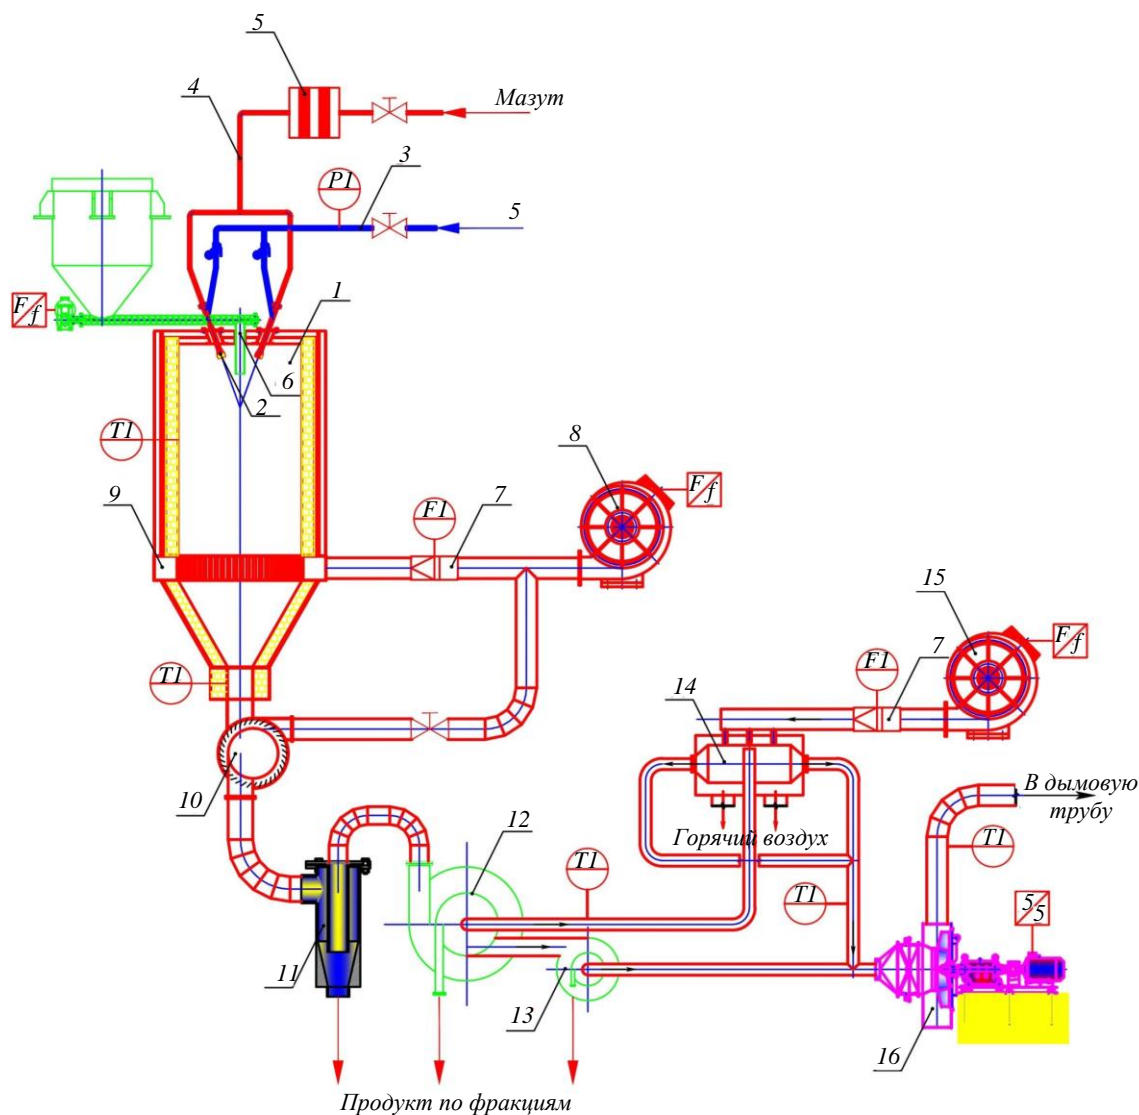 5
4
Мазут
3
P1
5
1
F
f
6
2
T1
8
F
f
9
F1
7
15
F
f
T1
F1
7
14
10
В дымовую
трубу
12
Горячий воздух
T1
T1
T1
5
5
11
13
16
Продукт по фракциям